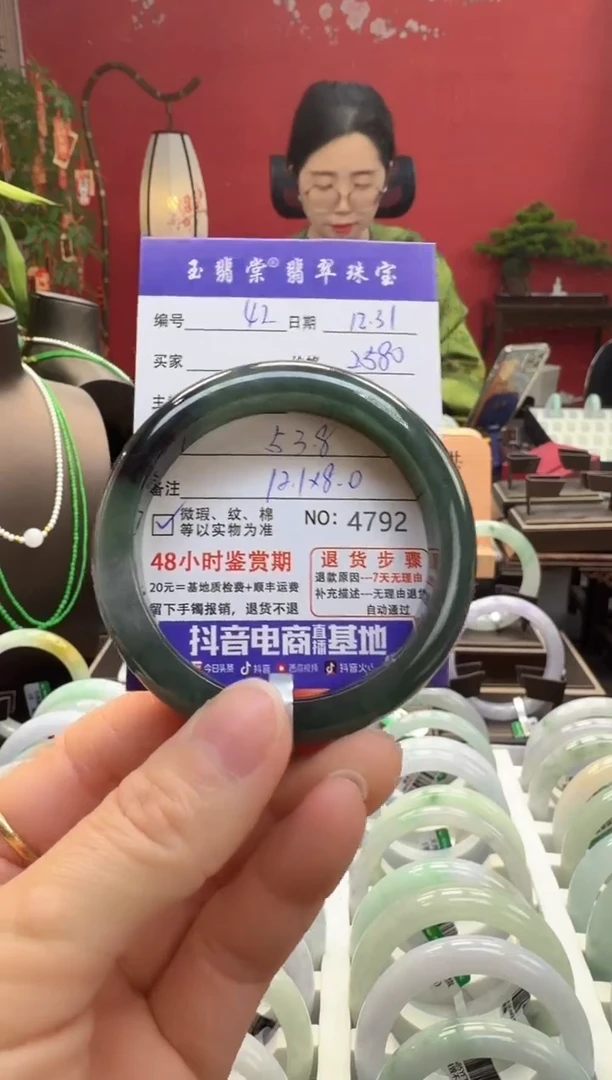 玉翡棠®翡翠珠宝
编号 42 日期 12.31
买家 2580
53.8
备注 12.1×8.0
微瑕、纹、棉
等以实物为准
NO: 4792
48小时鉴赏期
20元=基地质检费+顺丰运费
留下手镯报销，退货不退
退货步骤
退款原因---7天无理由
补充描述---无理由退货
自动通过
抖音电商直播基地
今日头条 抖音 西瓜视频 抖音火山